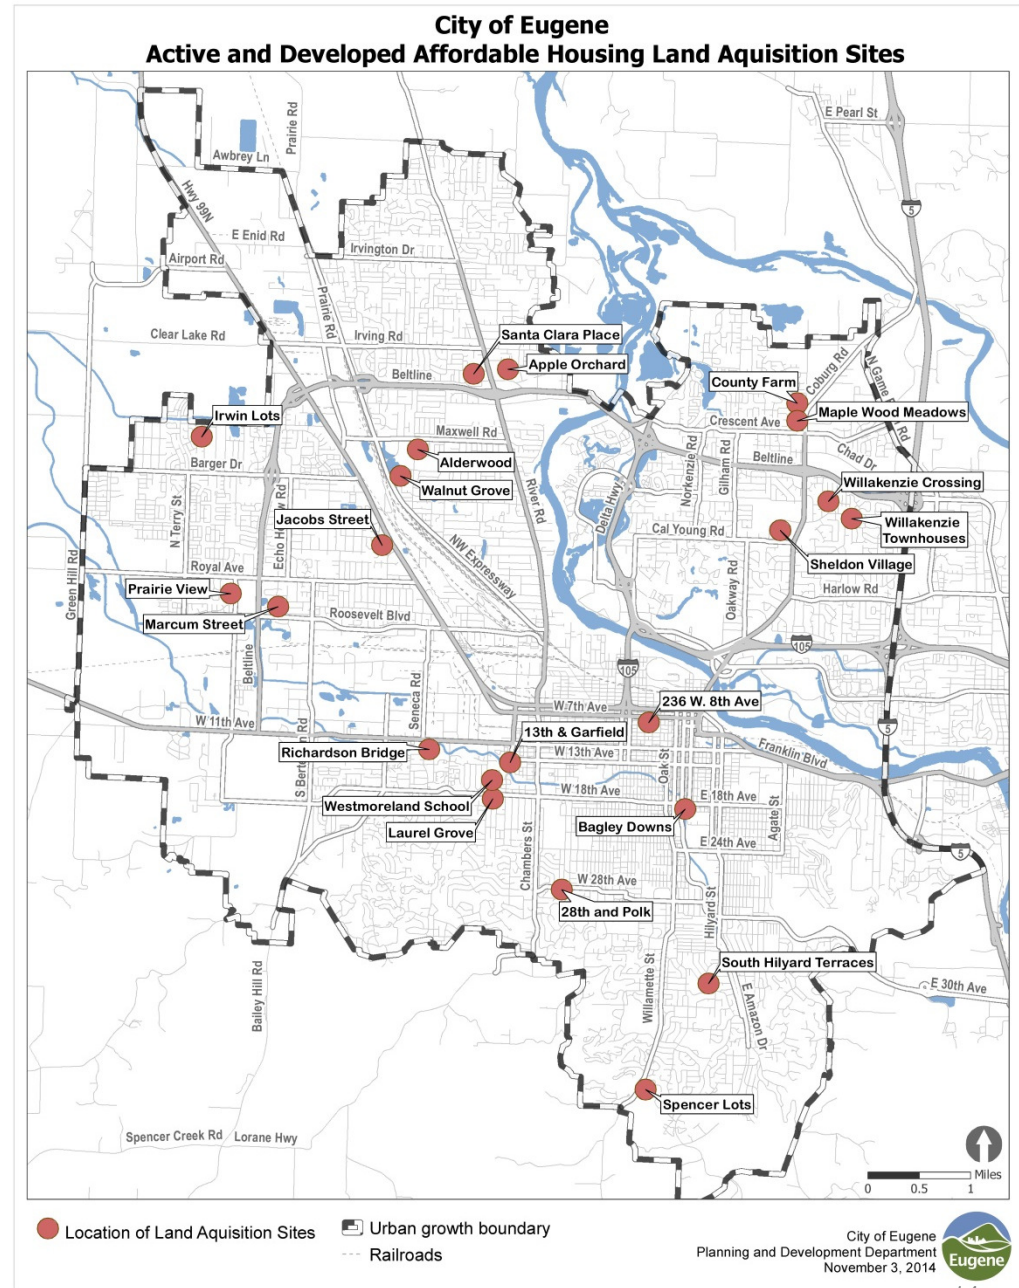 City of Eugene
Active and Developed Affordable Housing Land Aquisition Sites
E Pearl St
Prairie Rd
Awbrey Ln
Hwy 99N
5
E Enid Rd
Irvington Dr
Airport Rd
Prairie Rd
Clear Lake Rd
Irving Rd
Santa Clara Place
Apple Orchard
Beltline
Coburg Rd
County Farm
Maple Wood Meadows
Irwin Lots
Crescent Ave
Maxwell Rd
Alderwood
Barger Dr
Walnut Grove
River Rd
Delta Hwy
Norkenzie Rd
Gilham Rd
Beltline
Chad Dr
Willakenzie Crossing
N Terry St
Jacobs Street
NW Expressway
Cal Young Rd
Willakenzie
Townhouses
Sheldon Village
Green Hill Rd
Royal Ave
Prairie View
Oakway Rd
Harlow Rd
Marcum Street
Roosevelt Blvd
105
105
Beltline
Seneca Rd
W 7th Ave
236 W. 8th Ave
5
W 11th Ave
13th & Garfield
Richardson Bridge
W 13th Ave
Oak St
Franklin Blvd
Westmoreland School
W 18th Ave
E 18th Ave
Laurel Grove
Bagley Downs
Agate St
Chambers St
E 24th Ave
5
W 28th Ave
28th and Polk
Hilyard St
South Hilyard Terraces
Bailey Hill Rd
Willamette St
E Amazon Dr
E 30th Ave
Spencer Lots
Spencer Creek Rd
Lorane Hwy
Miles
0 0.5 1
Location of Land Aquisition Sites
Urban growth boundary
Railroads
City of Eugene
Planning and Development Department
November 3, 2014
Eugene